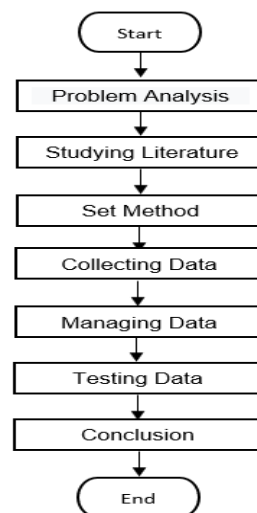 Start
Problem Analysis
Studying Literature
Set Method
Collecting Data
Managing Data
Testing Data
Conclusion
End